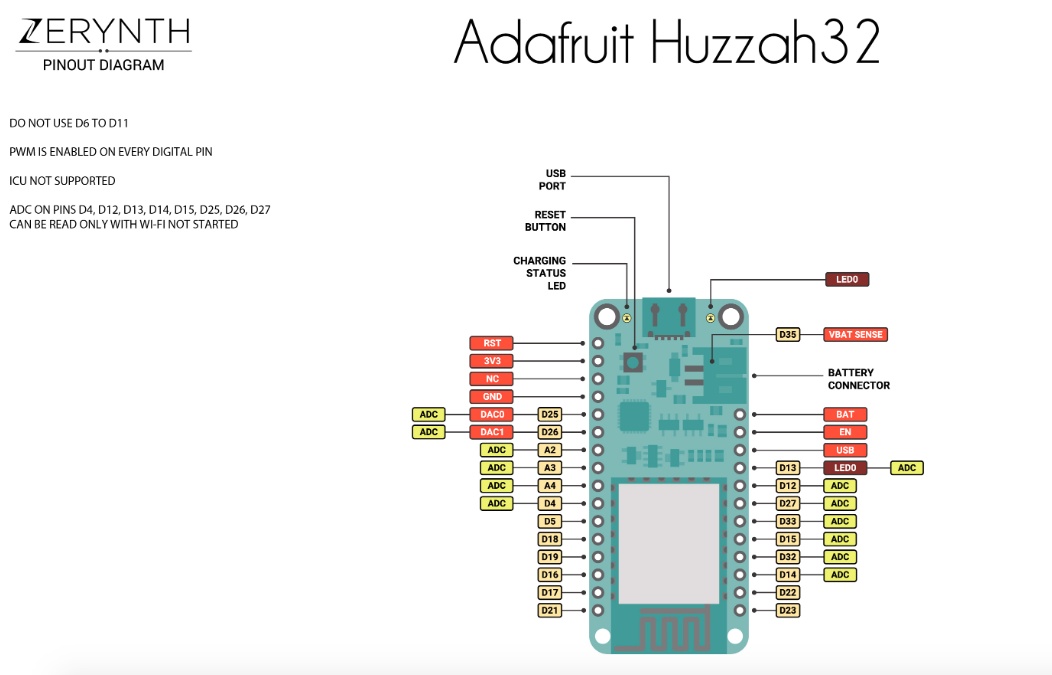 ZERYNTH
PINOUT DIAGRAM
Adafruit Huzzah32
DO NOT USE D6 TO D11
PWM IS ENABLED ON EVERY DIGITAL PIN
ICU NOT SUPPORTED
ADC ON PINS D4, D12, D13, D14, D15, D25, D26, D27
CAN BE READ ONLY WITH WI-FI NOT STARTED
USB
PORT
RESET
BUTTON
CHARGING
STATUS
LED
LED0
D35 VBAT SENSE
BATTERY
CONNECTOR
RST
3V3
NC
GND
ADC DAC0 D25
ADC DAC1 D26
ADC A2
ADC A3
ADC A4
ADC D4
D5
D18
D19
D16
D17
D21
BAT
EN
USB
D13 LED0 ADC
D12 ADC
D27 ADC
D33 ADC
D15 ADC
D32 ADC
D14 ADC
D22
D23